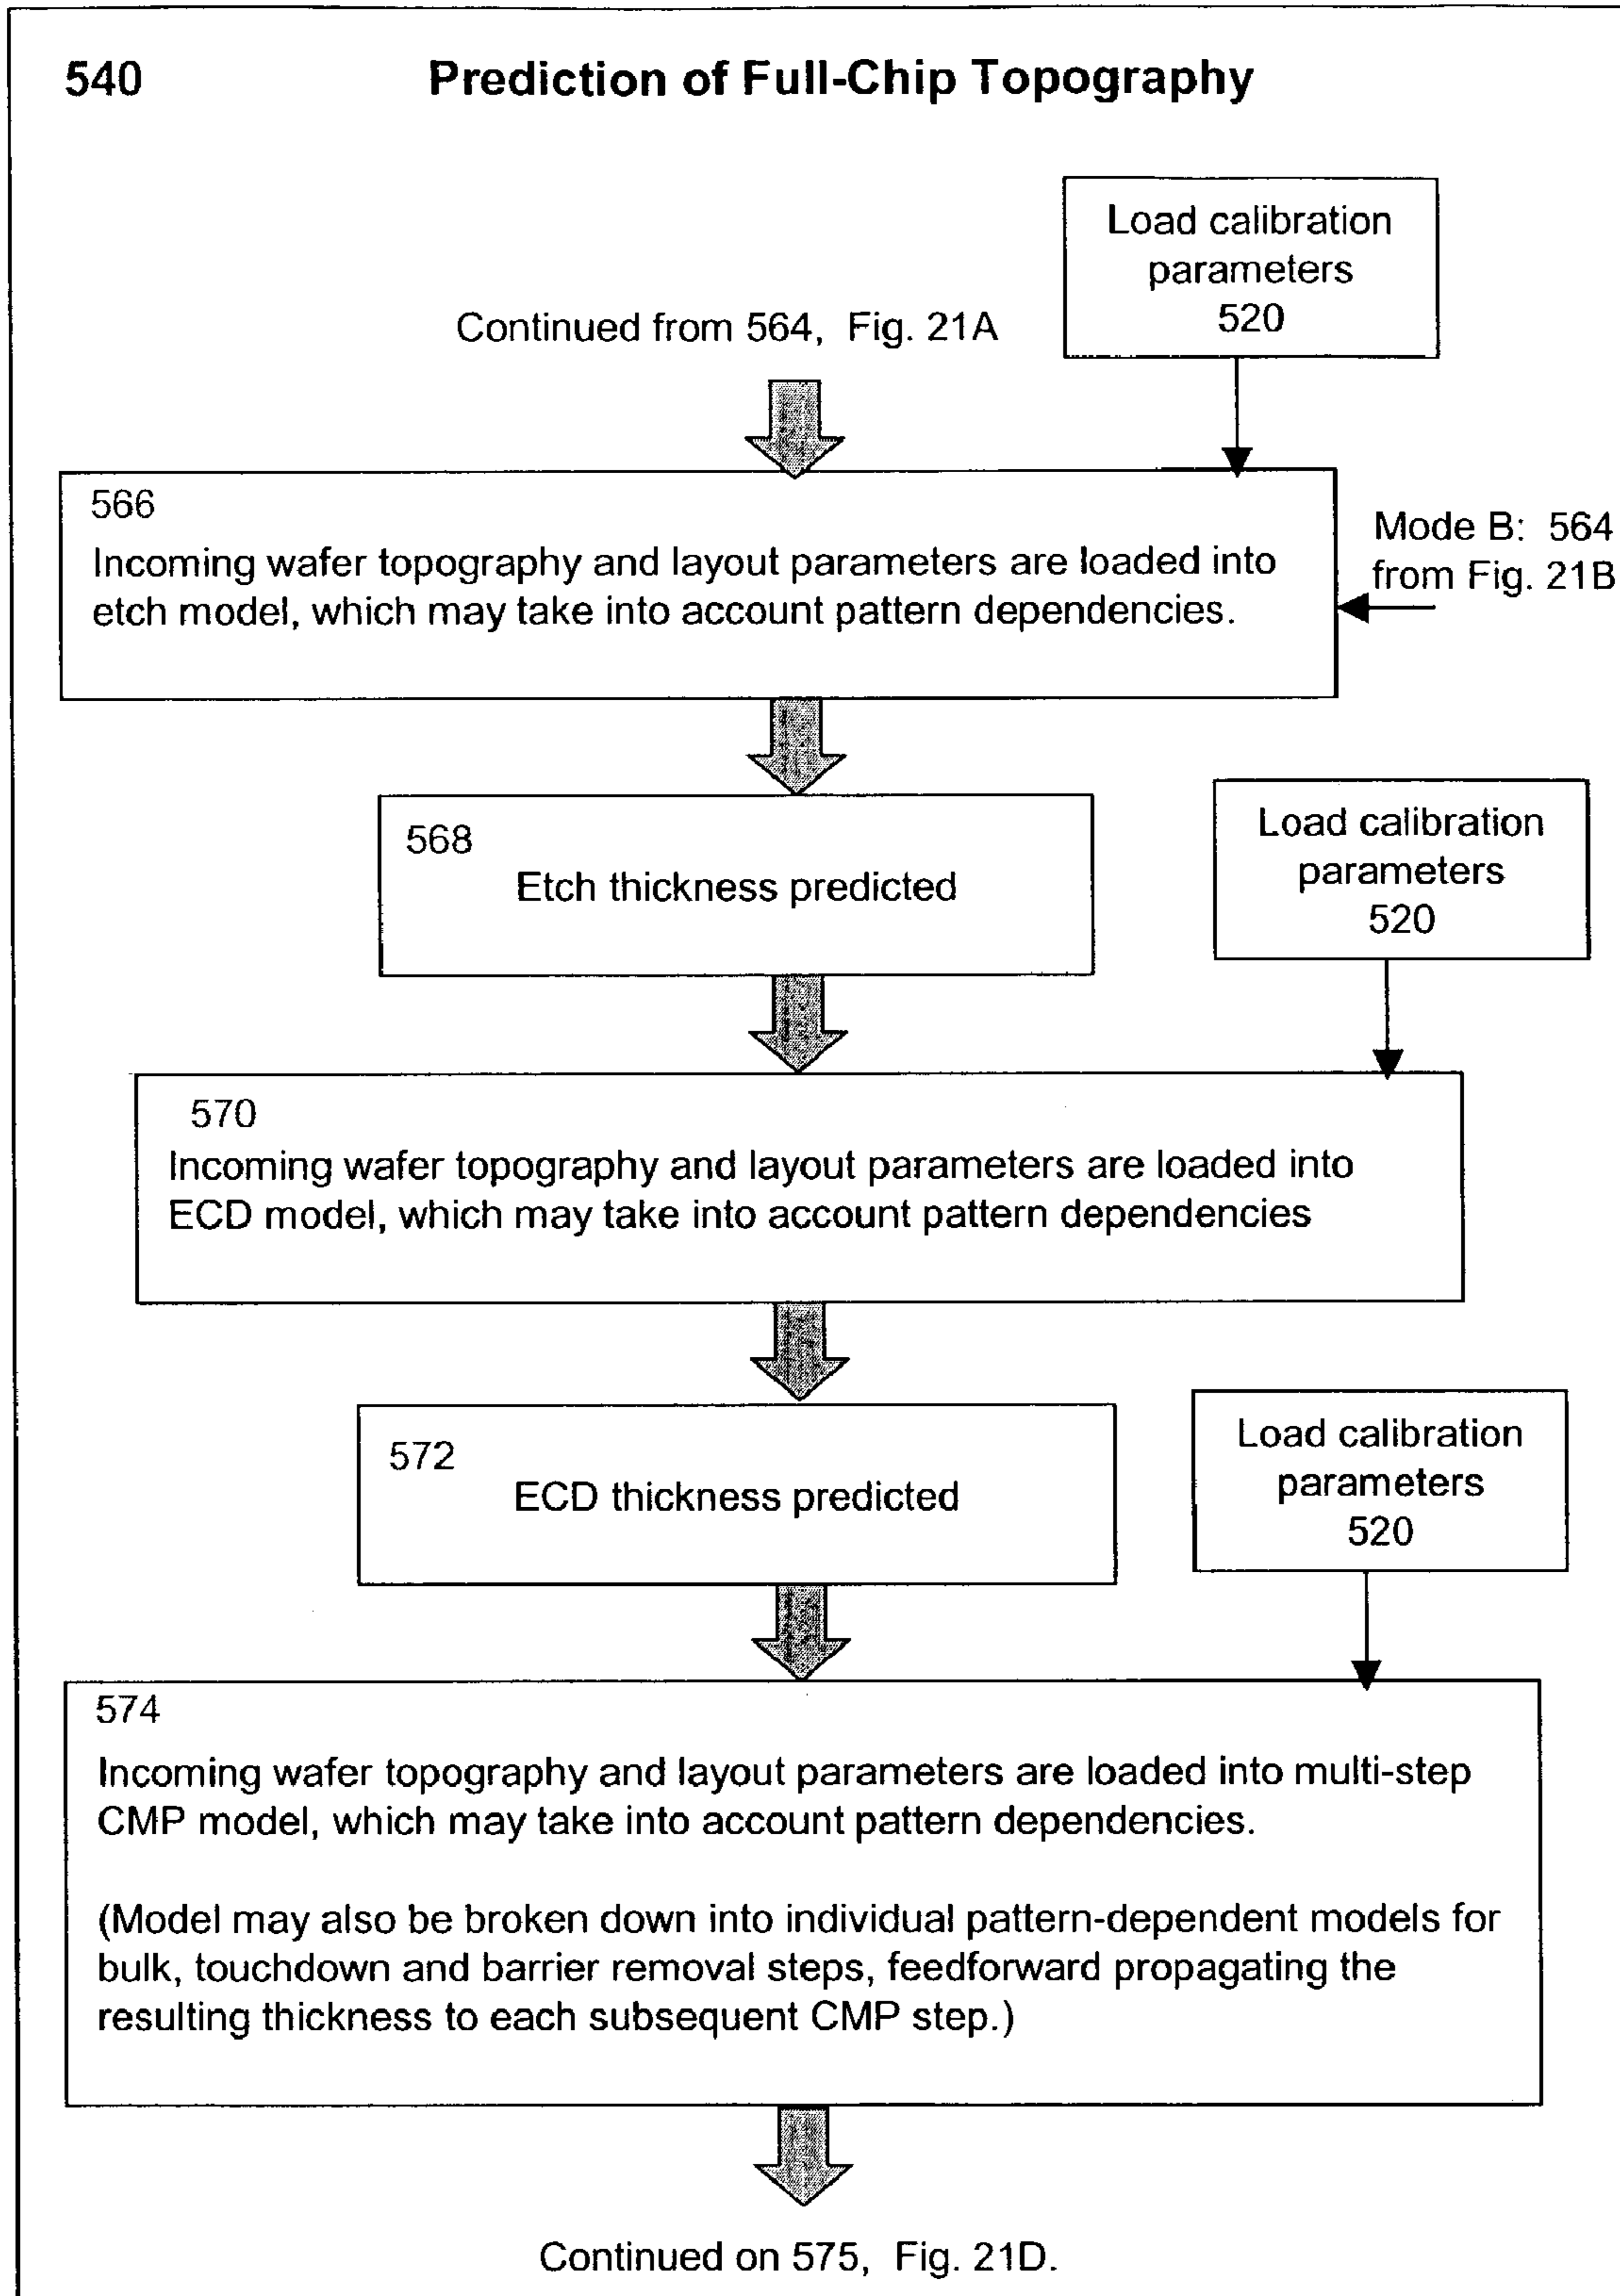 540 Prediction of Full-Chip Topography
Load calibration
parameters
520
Continued from 564, Fig. 21A
566
Incoming wafer topography and layout parameters are loaded into
etch model, which may take into account pattern dependencies.
Mode B: 564
from Fig. 21B
568
Etch thickness predicted
Load calibration
parameters
520
570
Incoming wafer topography and layout parameters are loaded into
ECD model, which may take into account pattern dependencies
572
ECD thickness predicted
Load calibration
parameters
520
574
Incoming wafer topography and layout parameters are loaded into multi-step
CMP model, which may take into account pattern dependencies.
(Model may also be broken down into individual pattern-dependent models for
bulk, touchdown and barrier removal steps, feedforward propagating the
resulting thickness to each subsequent CMP step.)
Continued on 575, Fig. 21D.